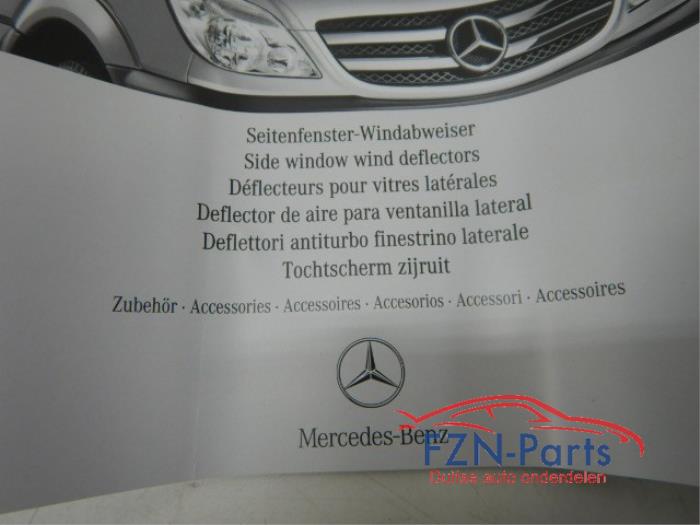 Seitenfenster-Windabweiser
Side window wind deflectors
Déflecteurs pour vitres latérales
Deflector de aire para ventanilla lateral
Deflettori antiturbo finestrino laterale
Tochtscherm zijruit
Zubehör · Accessories · Accessoires · Accesorios · Accessori · Accessoires
Mercedes-Benz
FZN-Parts
Duitse auto onderdelen